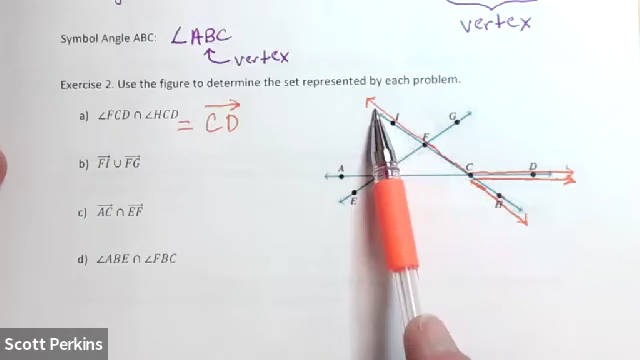 vertex
Symbol Angle ABC: ∠ABC
vertex
Exercise 2. Use the figure to determine the set represented by each problem.
a) ∠FCD ∩ ∠HCD = CD
b) FI ∪ FG
c) AC ∩ EF
d) ∠ABE ∩ ∠FBC
I
G
F
A
C
D
E
H
Scott Perkins